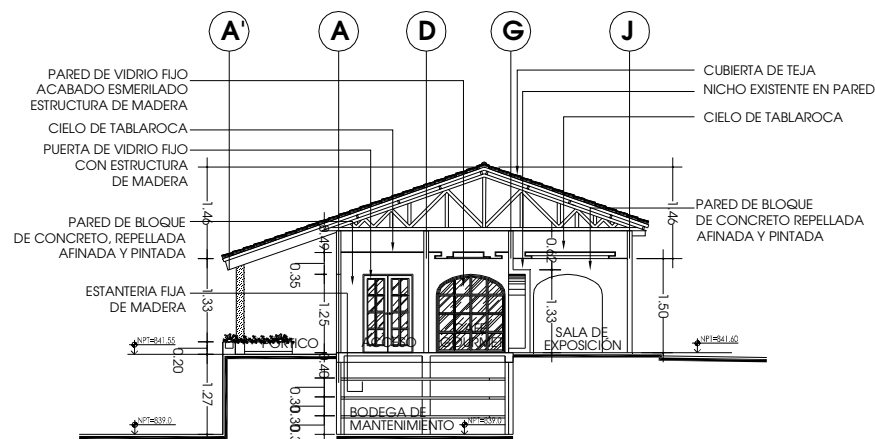 A' A D G J
PARED DE VIDRIO FIJO
ACABADO ESMERILADO
ESTRUCTURA DE MADERA
CIELO DE TABLAROCA
PUERTA DE VIDRIO FIJO
CON ESTRUCTURA
DE MADERA
PARED DE BLOQUE
DE CONCRETO, REPELLADA
AFINADA Y PINTADA
ESTANTERIA FIJA
DE MADERA
CUBIERTA DE TEJA
NICHO EXISTENTE EN PARED
CIELO DE TABLAROCA
PARED DE BLOQUE
DE CONCRETO REPELLADA
AFINADA Y PINTADA
1.46
1.33
0.20
1.27
0.49
0.35
1.25
0.40
0.30
0.30
0.62
1.33
1.46
1.50
NPT=841.55
NPT=841.60
PÓRTICO
ACCESO
SALA DE
EXPOSICIÓN
BODEGA DE
MANTENIMIENTO
NPT=839.0
NPT=839.0